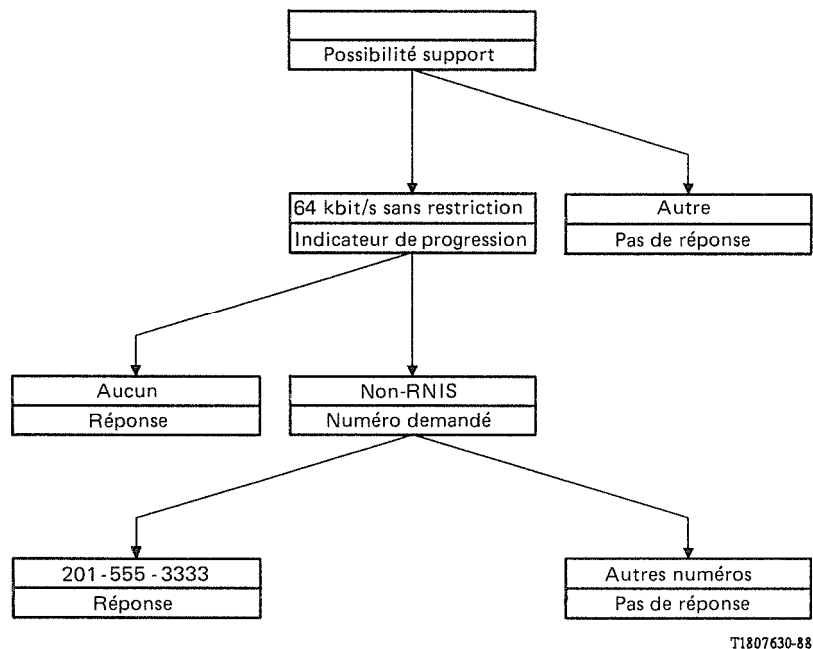 Possibilité support
64 kbit/s sans restriction
Indicateur de progression
Autre
Pas de réponse
Aucun
Réponse
Non-RNIS
Numéro demandé
201-555-3333
Réponse
Autres numéros
Pas de réponse
T1807630-88